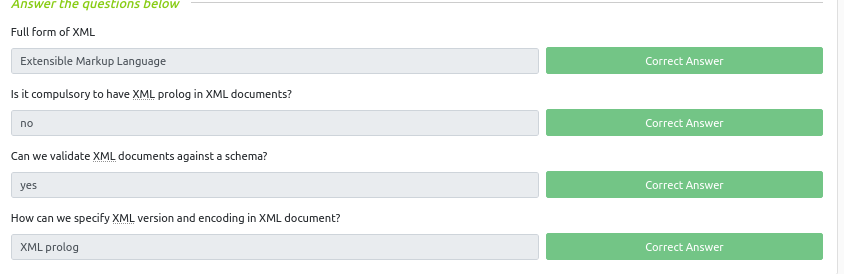 Answer the questions below
Full form of XML
Extensible Markup Language
Correct Answer
Is it compulsory to have XML prolog in XML documents?
no
Correct Answer
Can we validate XML documents against a schema?
yes
Correct Answer
How can we specify XML version and encoding in XML document?
XML prolog
Correct Answer